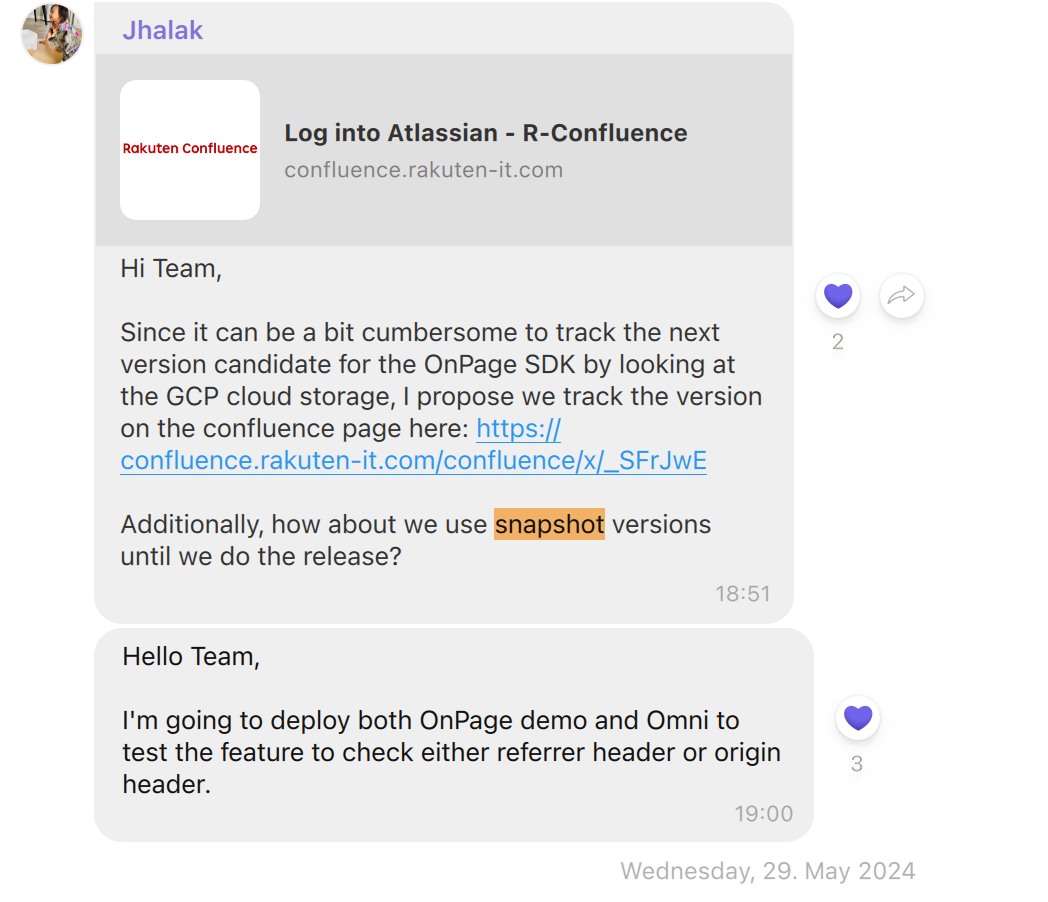 Jhalak
Rakuten Confluence
Log into Atlassian - R-Confluence
confluence.rakuten-it.com
Hi Team,
Since it can be a bit cumbersome to track the next
version candidate for the OnPage SDK by looking at
the GCP cloud storage, I propose we track the version
on the confluence page here: https://
confluence.rakuten-it.com/confluence/x/_SFrJwE
Additionally, how about we use snapshot versions
until we do the release?
18:51
2
Hello Team,
I'm going to deploy both OnPage demo and Omni to
test the feature to check either referrer header or origin
header.
19:00
3
Wednesday, 29. May 2024